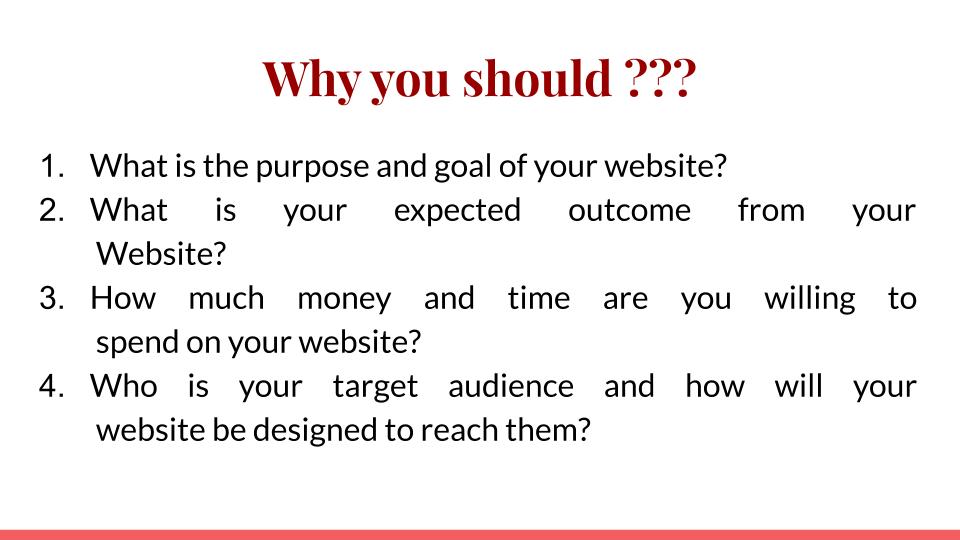 Why you should ???
1. What is the purpose and goal of your website?
2. What is your expected outcome from your
Website?
3. How much money and time are you willing to
spend on your website?
4. Who is your target audience and how will your
website be designed to reach them?